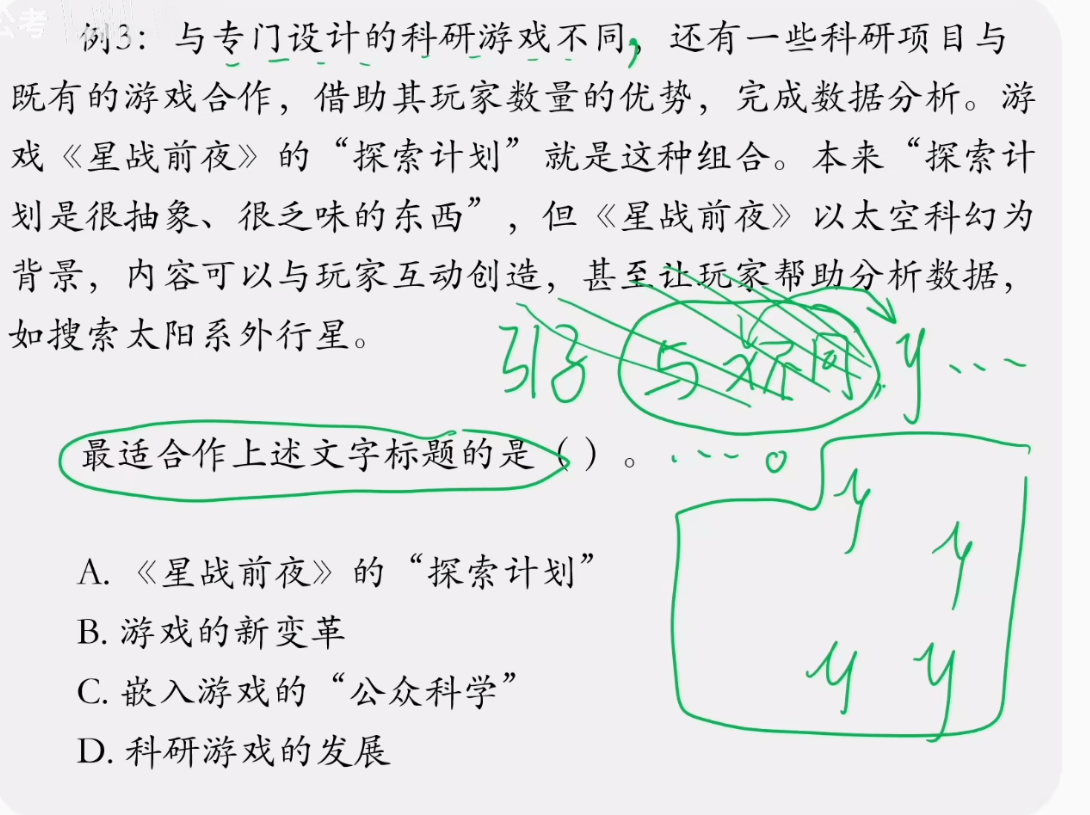 公考
例3：与专门设计的科研游戏不同，还有一些科研项目与
既有的游戏合作，借助其玩家数量的优势，完成数据分析。游
戏《星战前夜》的“探索计划”就是这种组合。本来“探索计
划是很抽象、很乏味的东西”，但《星战前夜》以太空科幻为
背景，内容可以与玩家互动创造，甚至让玩家帮助分析数据，
如搜索太阳系外行星。
引子 与x不同，y……
最适合作上述文字标题的是（）。
y
y
y y
A.《星战前夜》的“探索计划”
B. 游戏的新变革
C. 嵌入游戏的“公众科学”
D. 科研游戏的发展